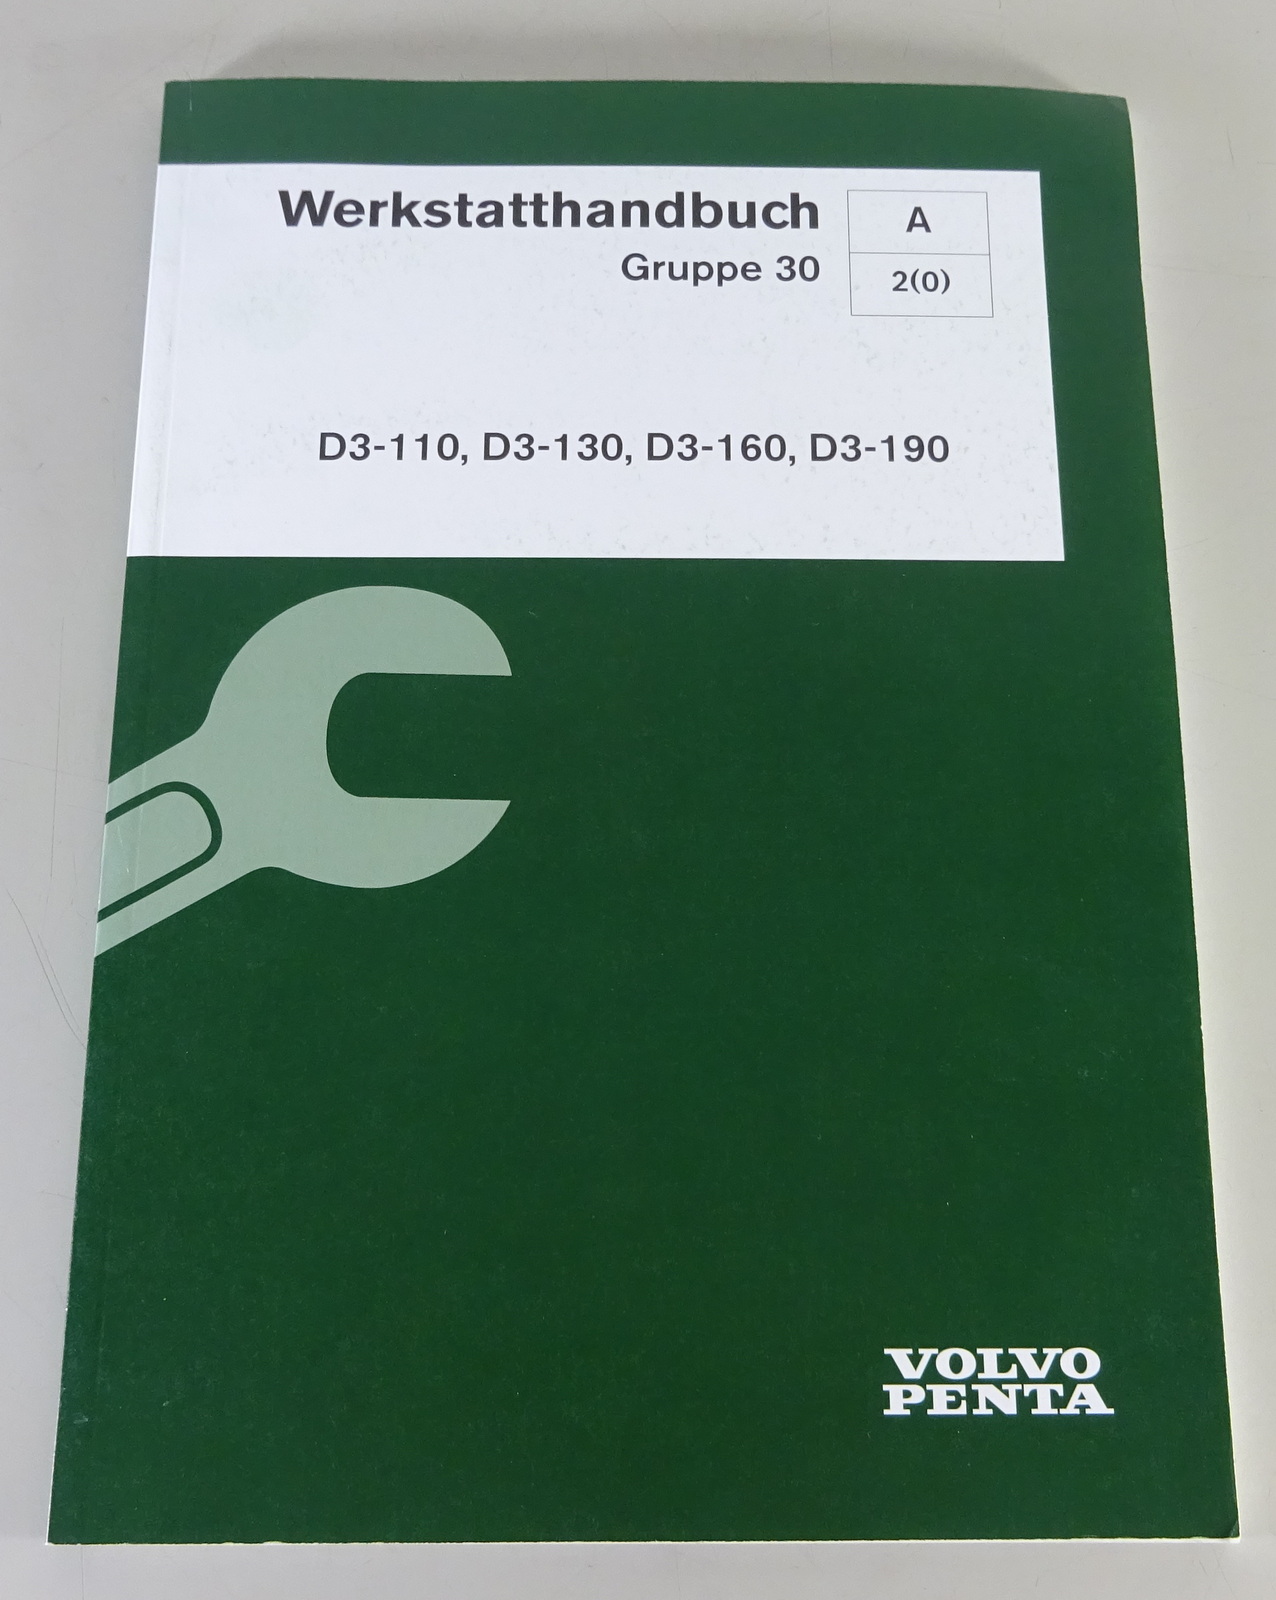 Werkstatthandbuch
Gruppe 30
A
2(0)
D3-110, D3-130, D3-160, D3-190
VOLVO
PENTA